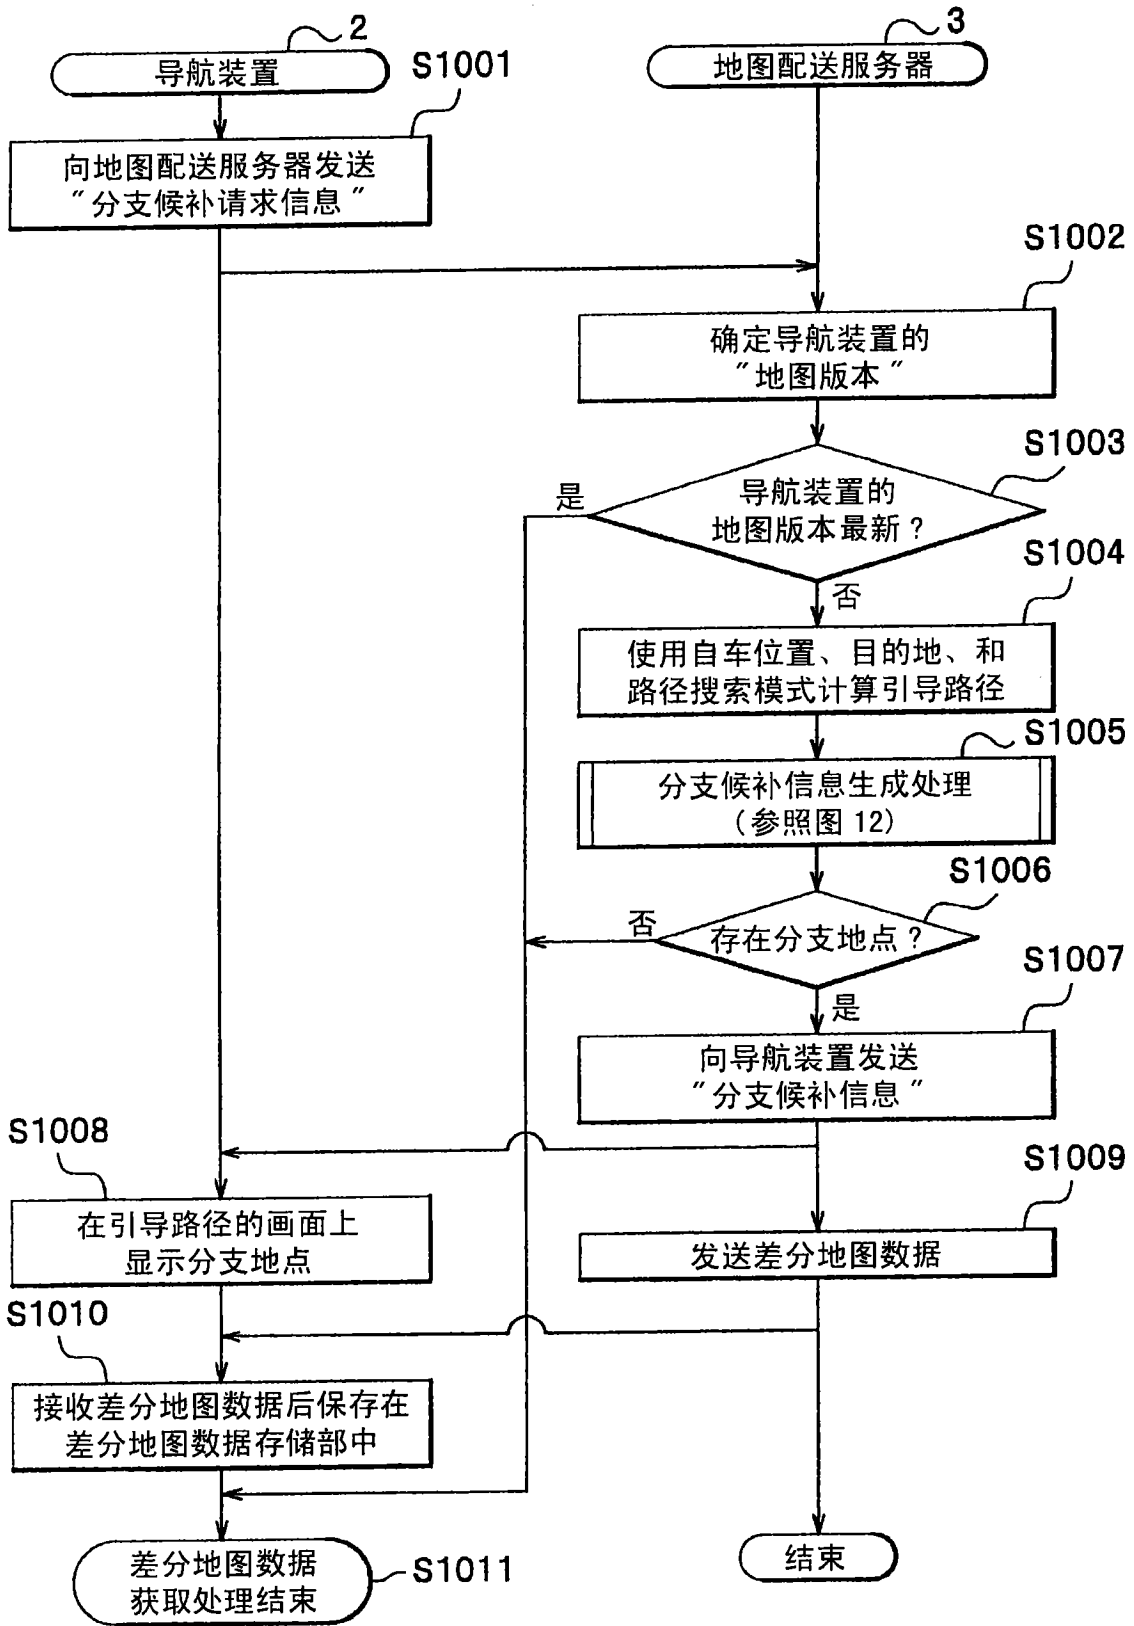 2
导航装置
3
地图配送服务器
S1001
向地图配送服务器发送
"分支候补请求信息"
S1002
确定导航装置的
"地图版本"
S1003
导航装置的
地图版本最新?
是
否
S1004
使用自车位置、目的地、和
路径搜索模式计算引导路径
S1005
分支候补信息生成处理
(参照图 12)
S1006
存在分支地点?
否
是
S1007
向导航装置发送
"分支候补信息"
S1008
在引导路径的画面上
显示分支地点
S1009
发送差分地图数据
S1010
接收差分地图数据后保存在
差分地图数据存储部中
差分地图数据
获取处理结束
S1011
结束